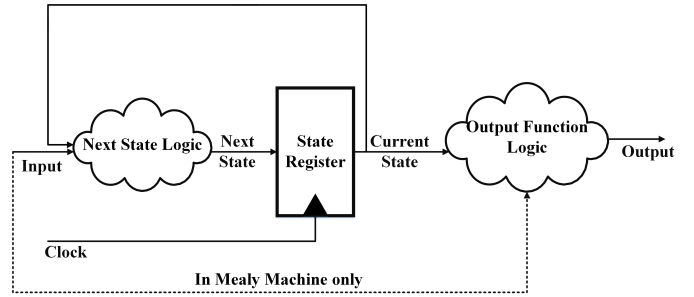 Next State Logic
Input
Next
State
State
Register
Current
State
Output Function
Logic
Output
Clock
In Mealy Machine only